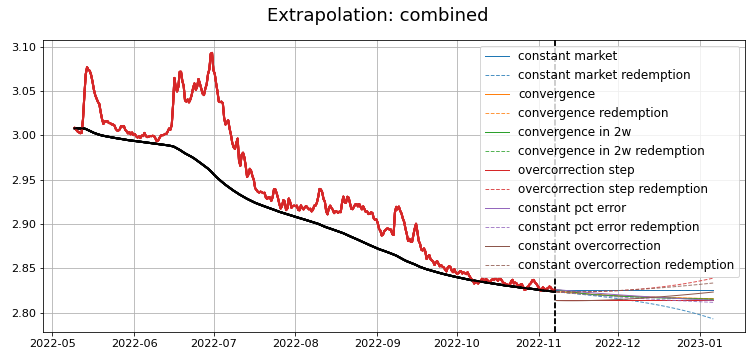 Extrapolation: combined
3.10
3.05
3.00
2.95
2.90
2.85
2.80
constant market
constant market redemption
convergence
convergence redemption
convergence in 2w
convergence in 2w redemption
overcorrection step
overcorrection step redemption
constant pct error
constant pct error redemption
constant overcorrection
constant overcorrection redemption
2022-05 2022-06 2022-07 2022-08 2022-09 2022-10 2022-11 2022-12 2023-01